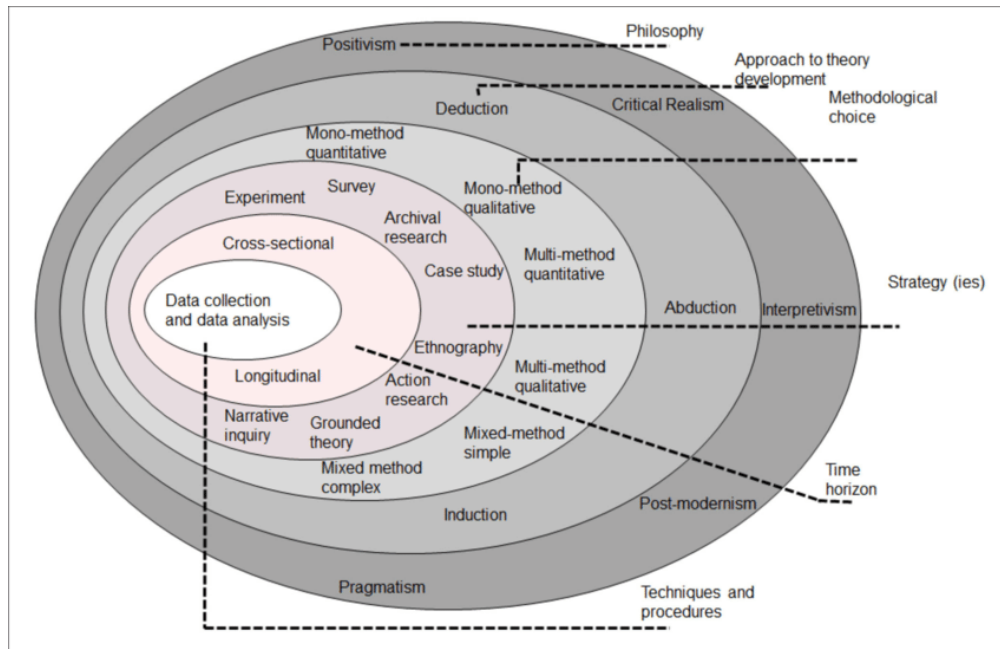 Positivism
Philosophy
Approach to theory
development
Deduction
Critical Realism
Methodological
choice
Mono-method
quantitative
Mono-method
qualitative
Survey
Experiment
Archival
research
Cross-sectional
Multi-method
quantitative
Case study
Strategy (ies)
Data collection
and data analysis
Abduction
Interpretivism
Ethnography
Multi-method
qualitative
Longitudinal
Action
research
Narrative
inquiry
Grounded
theory
Mixed-method
simple
Mixed method
complex
Time
horizon
Post-modernism
Induction
Pragmatism
Techniques and
procedures